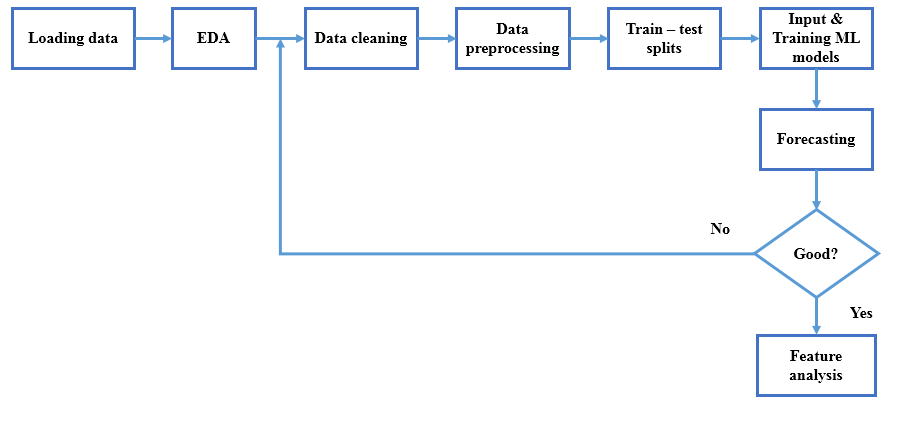 Loading data
EDA
Data cleaning
Data
preprocessing
Train – test
splits
Input &
Training ML
models
Forecasting
No
Good?
Yes
Feature
analysis